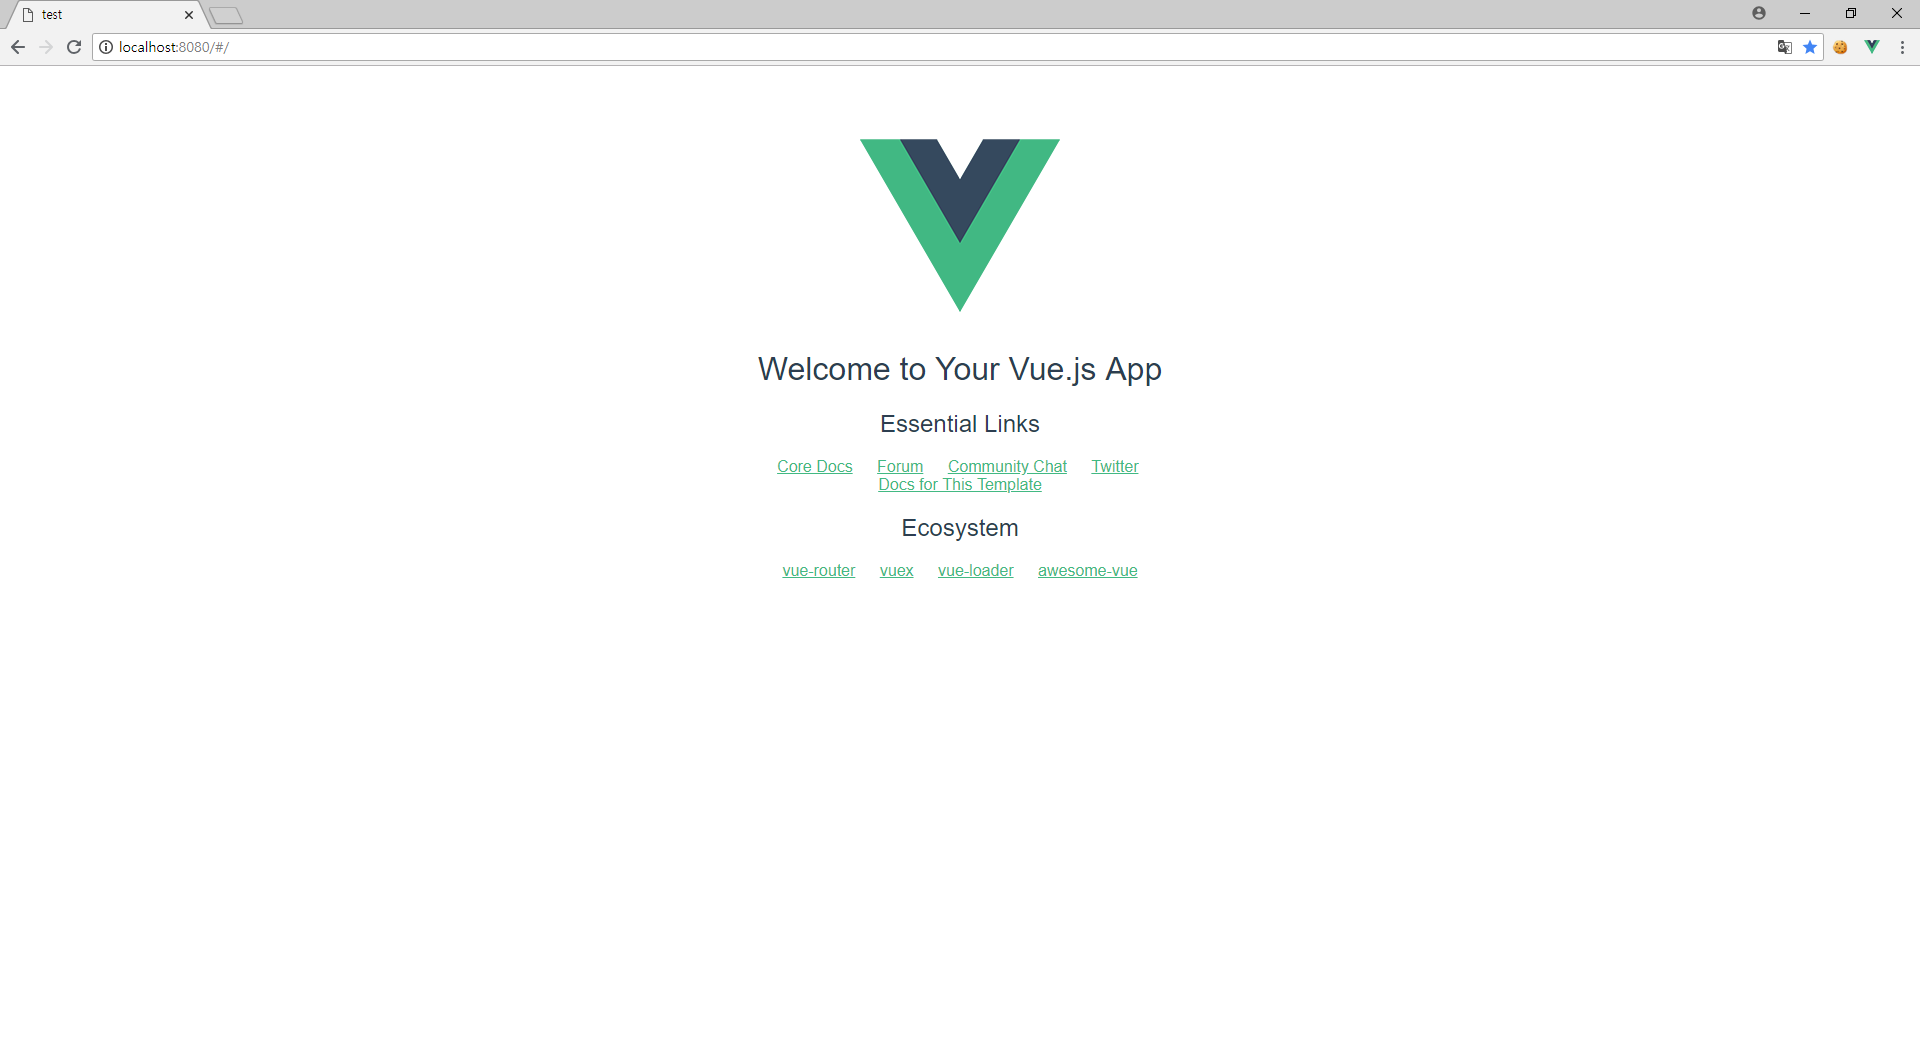 test
localhost:8080/#/
Welcome to Your Vue.js App
Essential Links
Core Docs Forum Community Chat Twitter
Docs for This Template
Ecosystem
vue-router vuex vue-loader awesome-vue